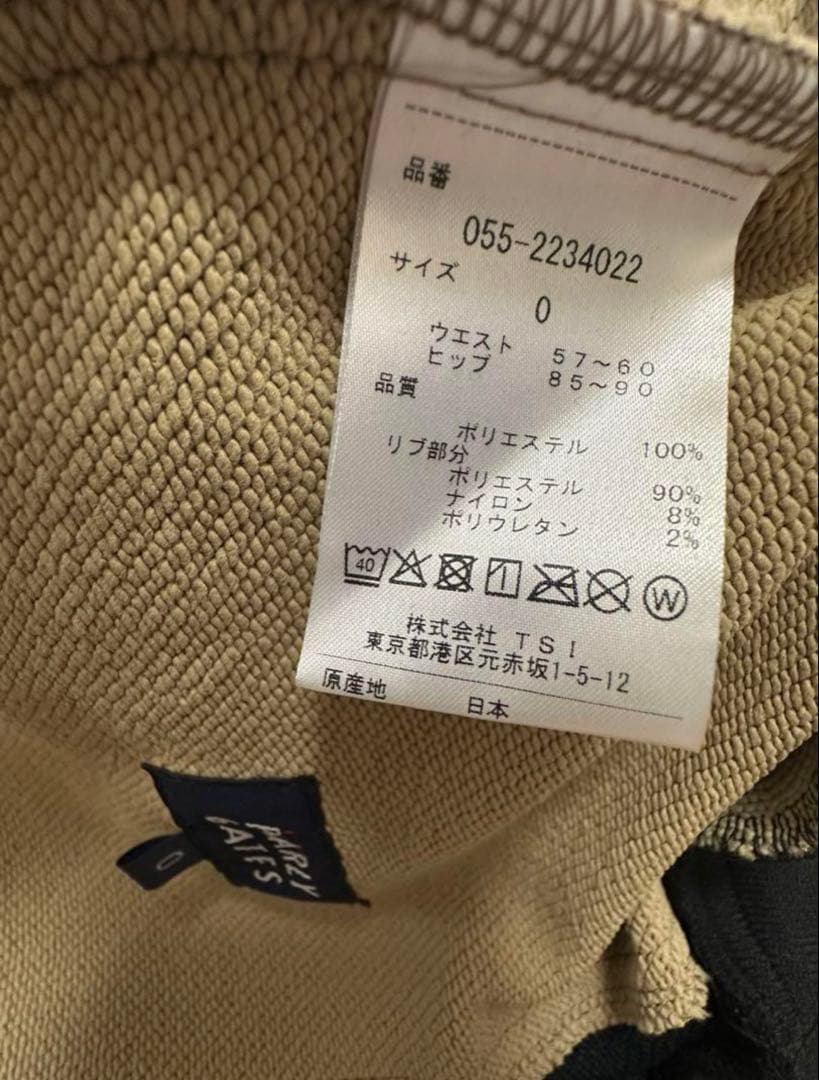 品番
055-2234022
サイズ
0
ウエスト 57～60
ヒップ 85～90
品質
ポリエステル 100%
リブ部分
ポリエステル 90%
ナイロン 8%
ポリウレタン 2%
40
W
株式会社 TSI
東京都港区元赤坂1-5-12
原産地 日本
PEARLY
GATES
0